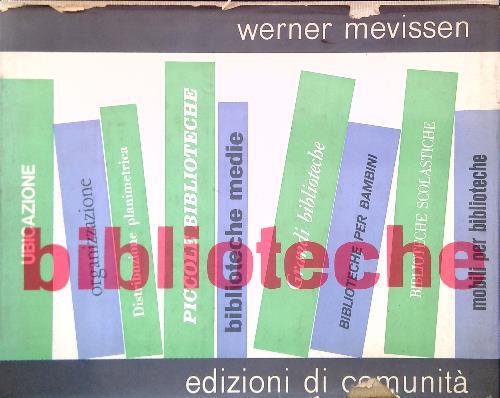 werner mevissen
UBICAZIONE
organizzazione
Distribuzione planimetrica
PICCOLE BIBLIOTECHE
biblioteche medie
Grandi biblioteche
BIBLIOTECHE PER BAMBINI
BIBLIOTECHE SCOLASTICHE
mobili per biblioteche
biblioteche
edizioni di comunità